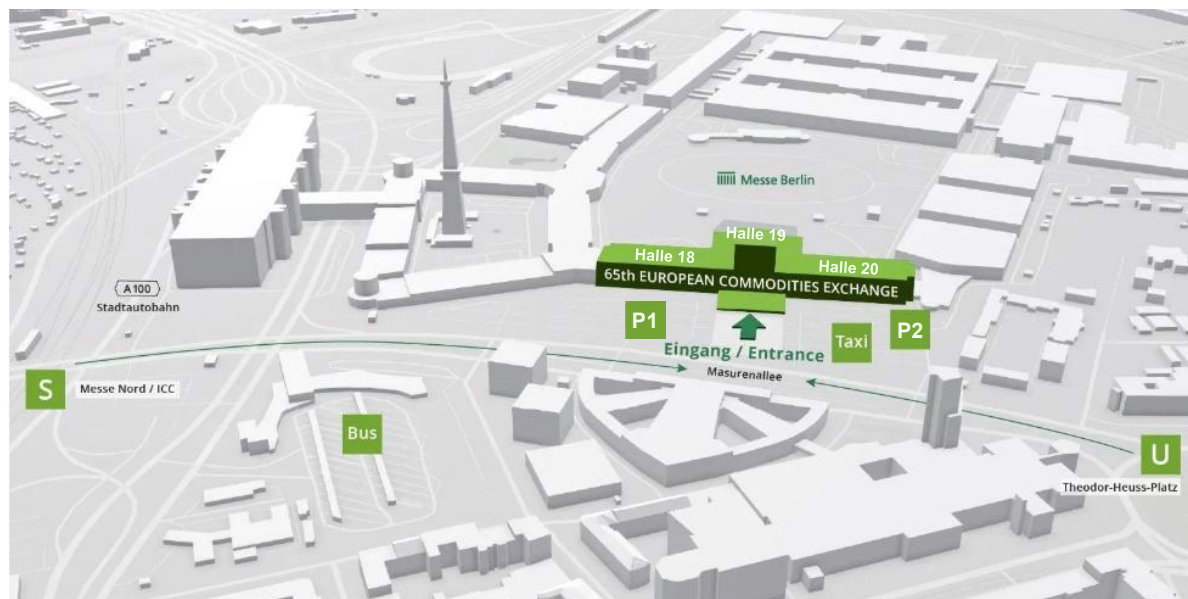 Messe Berlin
Halle 19
Halle 18
Halle 20
65th EUROPEAN COMMODITIES EXCHANGE
A 100
Stadtautobahn
P1
P2
Taxi
Eingang / Entrance
Masurenallee
S
Messe Nord / ICC
Bus
U
Theodor-Heuss-Platz